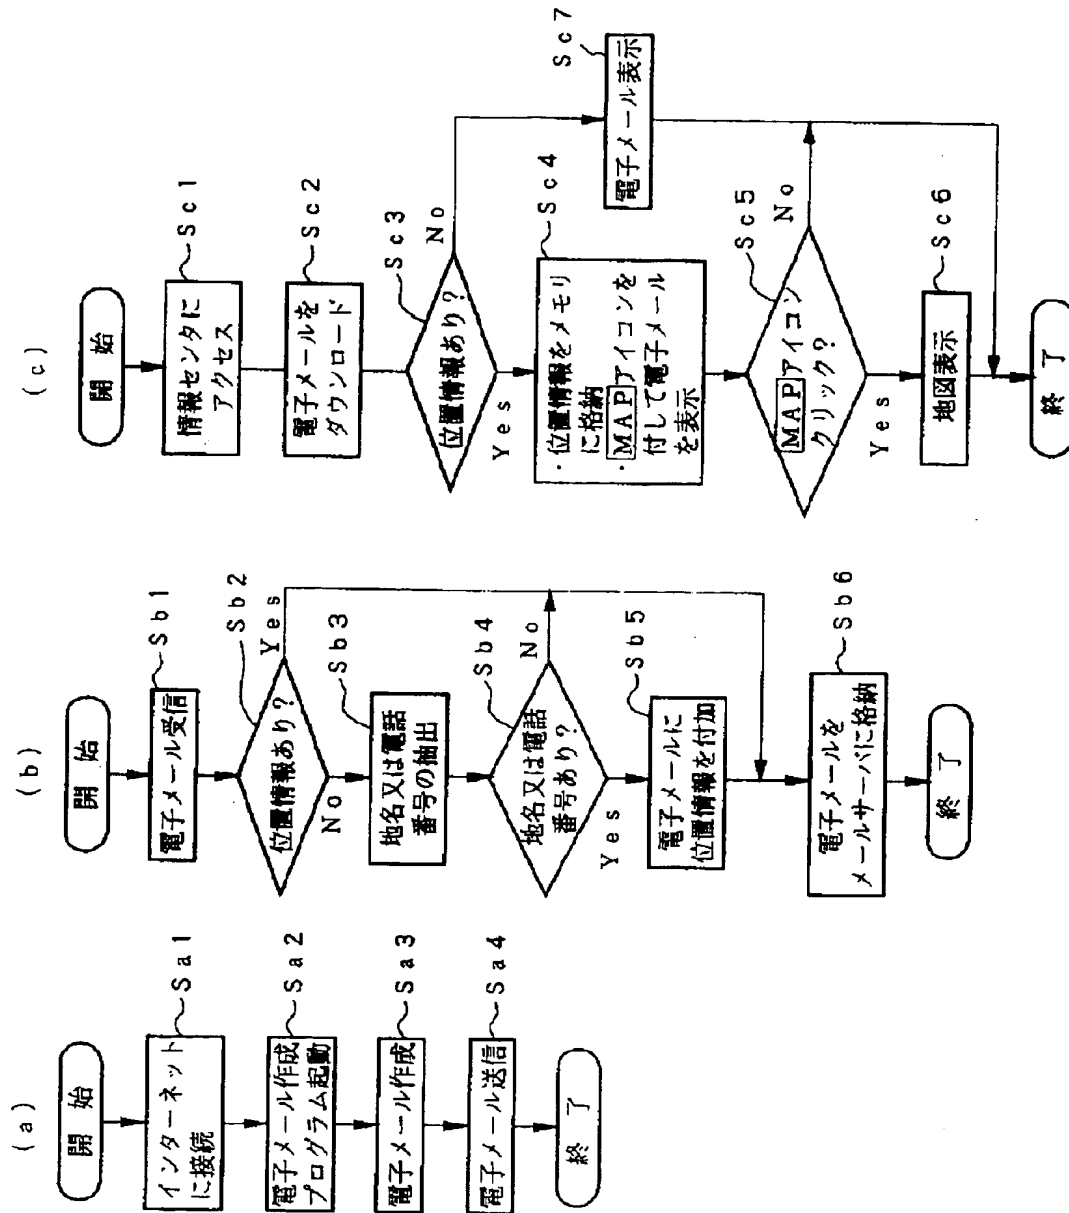 (a)
開始
インターネット
に接続
Sa1
電子メール作成
プログラム起動
Sa2
電子メール作成
Sa3
電子メール送信
Sa4
終了
(b)
開始
電子メール受信
Sb1
位置情報あり?
Sb2
Yes
No
地名又は電話
番号の抽出
Sb3
地名又は電話
番号あり?
Sb4
No
Yes
電子メールに
位置情報を付加
Sb5
電子メールを
メールサーバに格納
Sb6
終了
(c)
開始
情報センタに
アクセス
Sc1
電子メールを
ダウンロード
Sc2
位置情報あり?
Sc3
No
Yes
・位置情報をメモリ
に格納
・MAPアイコンを
付して電子メール
を表示
Sc4
電子メール表示
Sc7
MAPアイコン
クリック?
Sc5
No
Yes
地図表示
Sc6
終了